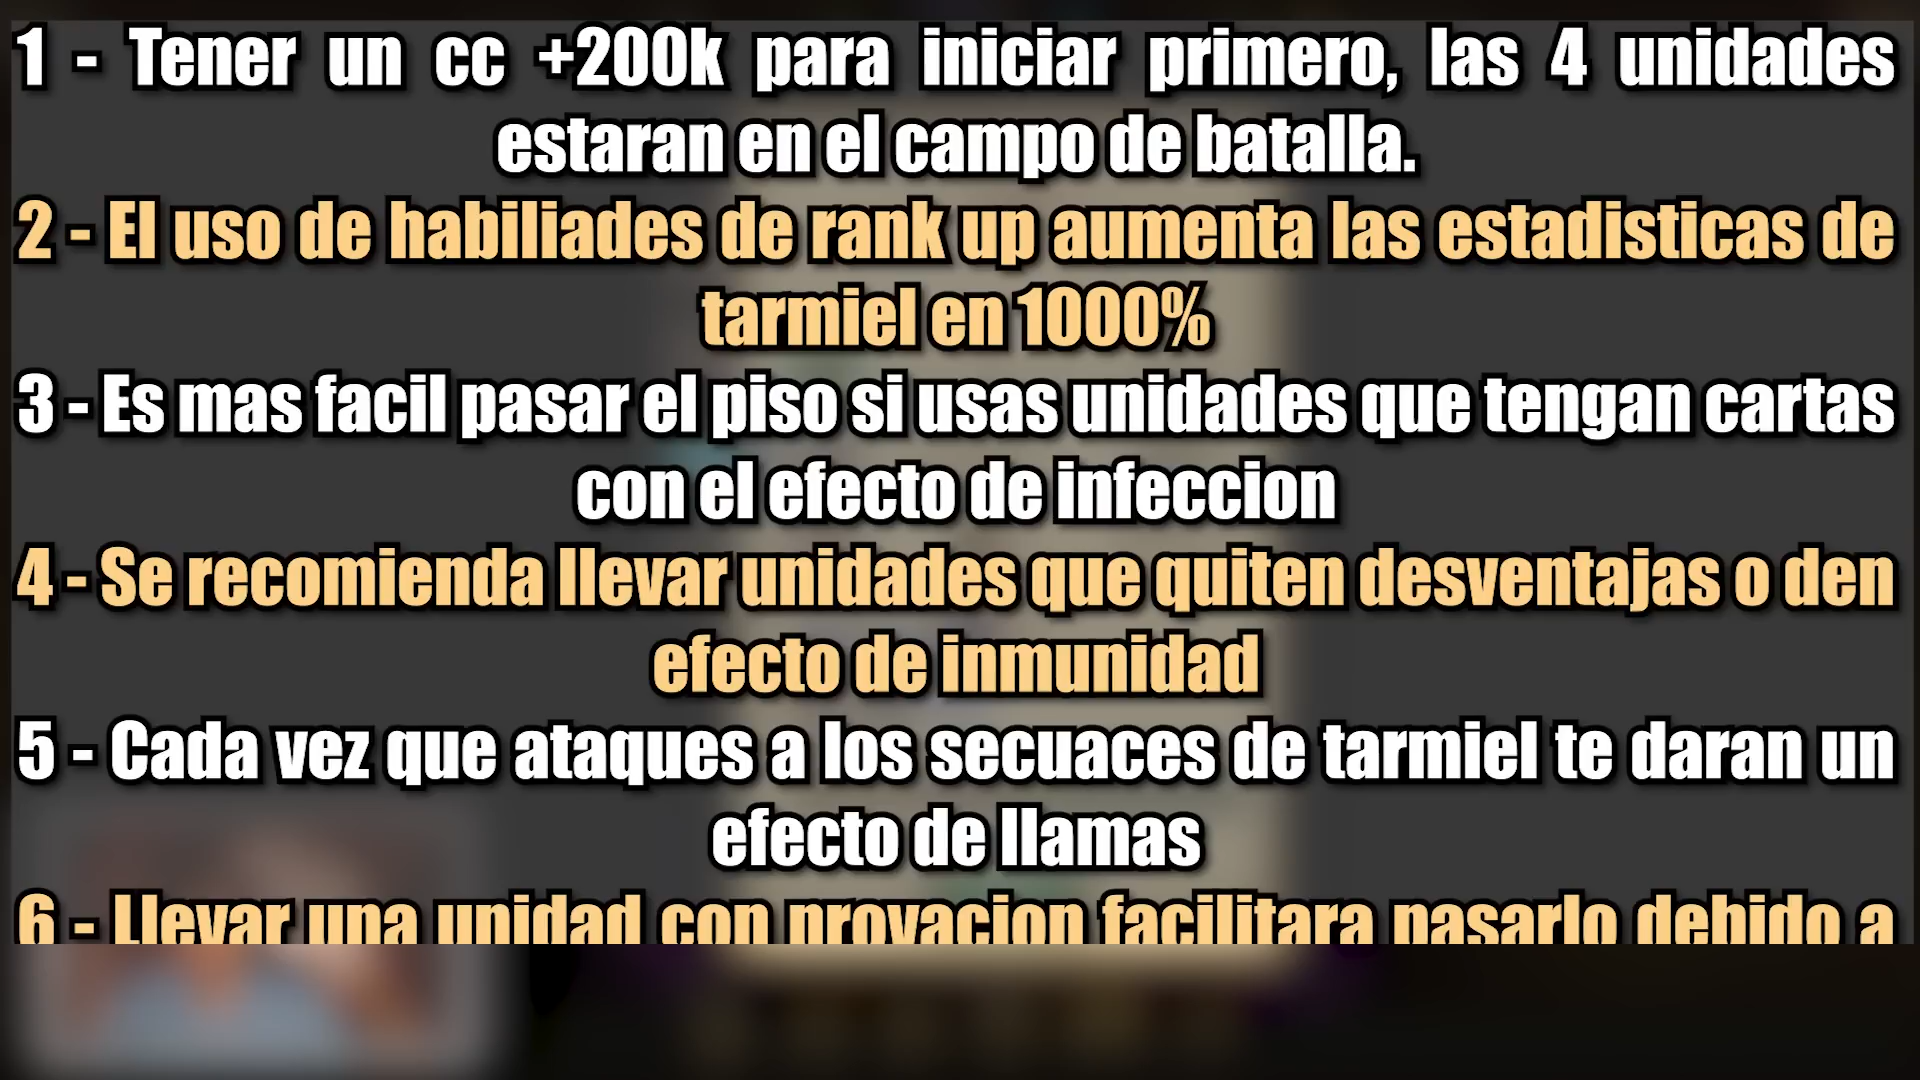 1 - Tener un cc +200k para iniciar primero, las 4 unidades
estaran en el campo de batalla.
2 - El uso de habiliades de rank up aumenta las estadisticas de
tarmiel en 1000%
3 - Es mas facil pasar el piso si usas unidades que tengan cartas
con el efecto de infeccion
4 - Se recomienda llevar unidades que quiten desventajas o den
efecto de inmunidad
5 - Cada vez que ataques a los secuaces de tarmiel te daran un
efecto de llamas
6 - Llevar una unidad con provacion facilitara pasarlo debido a